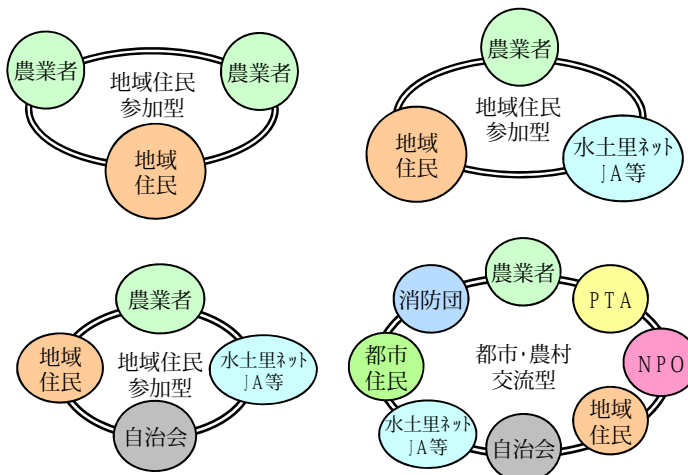 農業者
農業者
地域住民
参加型
地域
住民
農業者
地域住民
参加型
地域
住民
水土里ネット
JA等
農業者
地域
住民
地域住民
参加型
水土里ネット
JA等
自治会
農業者
消防団
PTA
都市
住民
都市・農村
交流型
NPO
地域
住民
水土里ネット
JA等
自治会